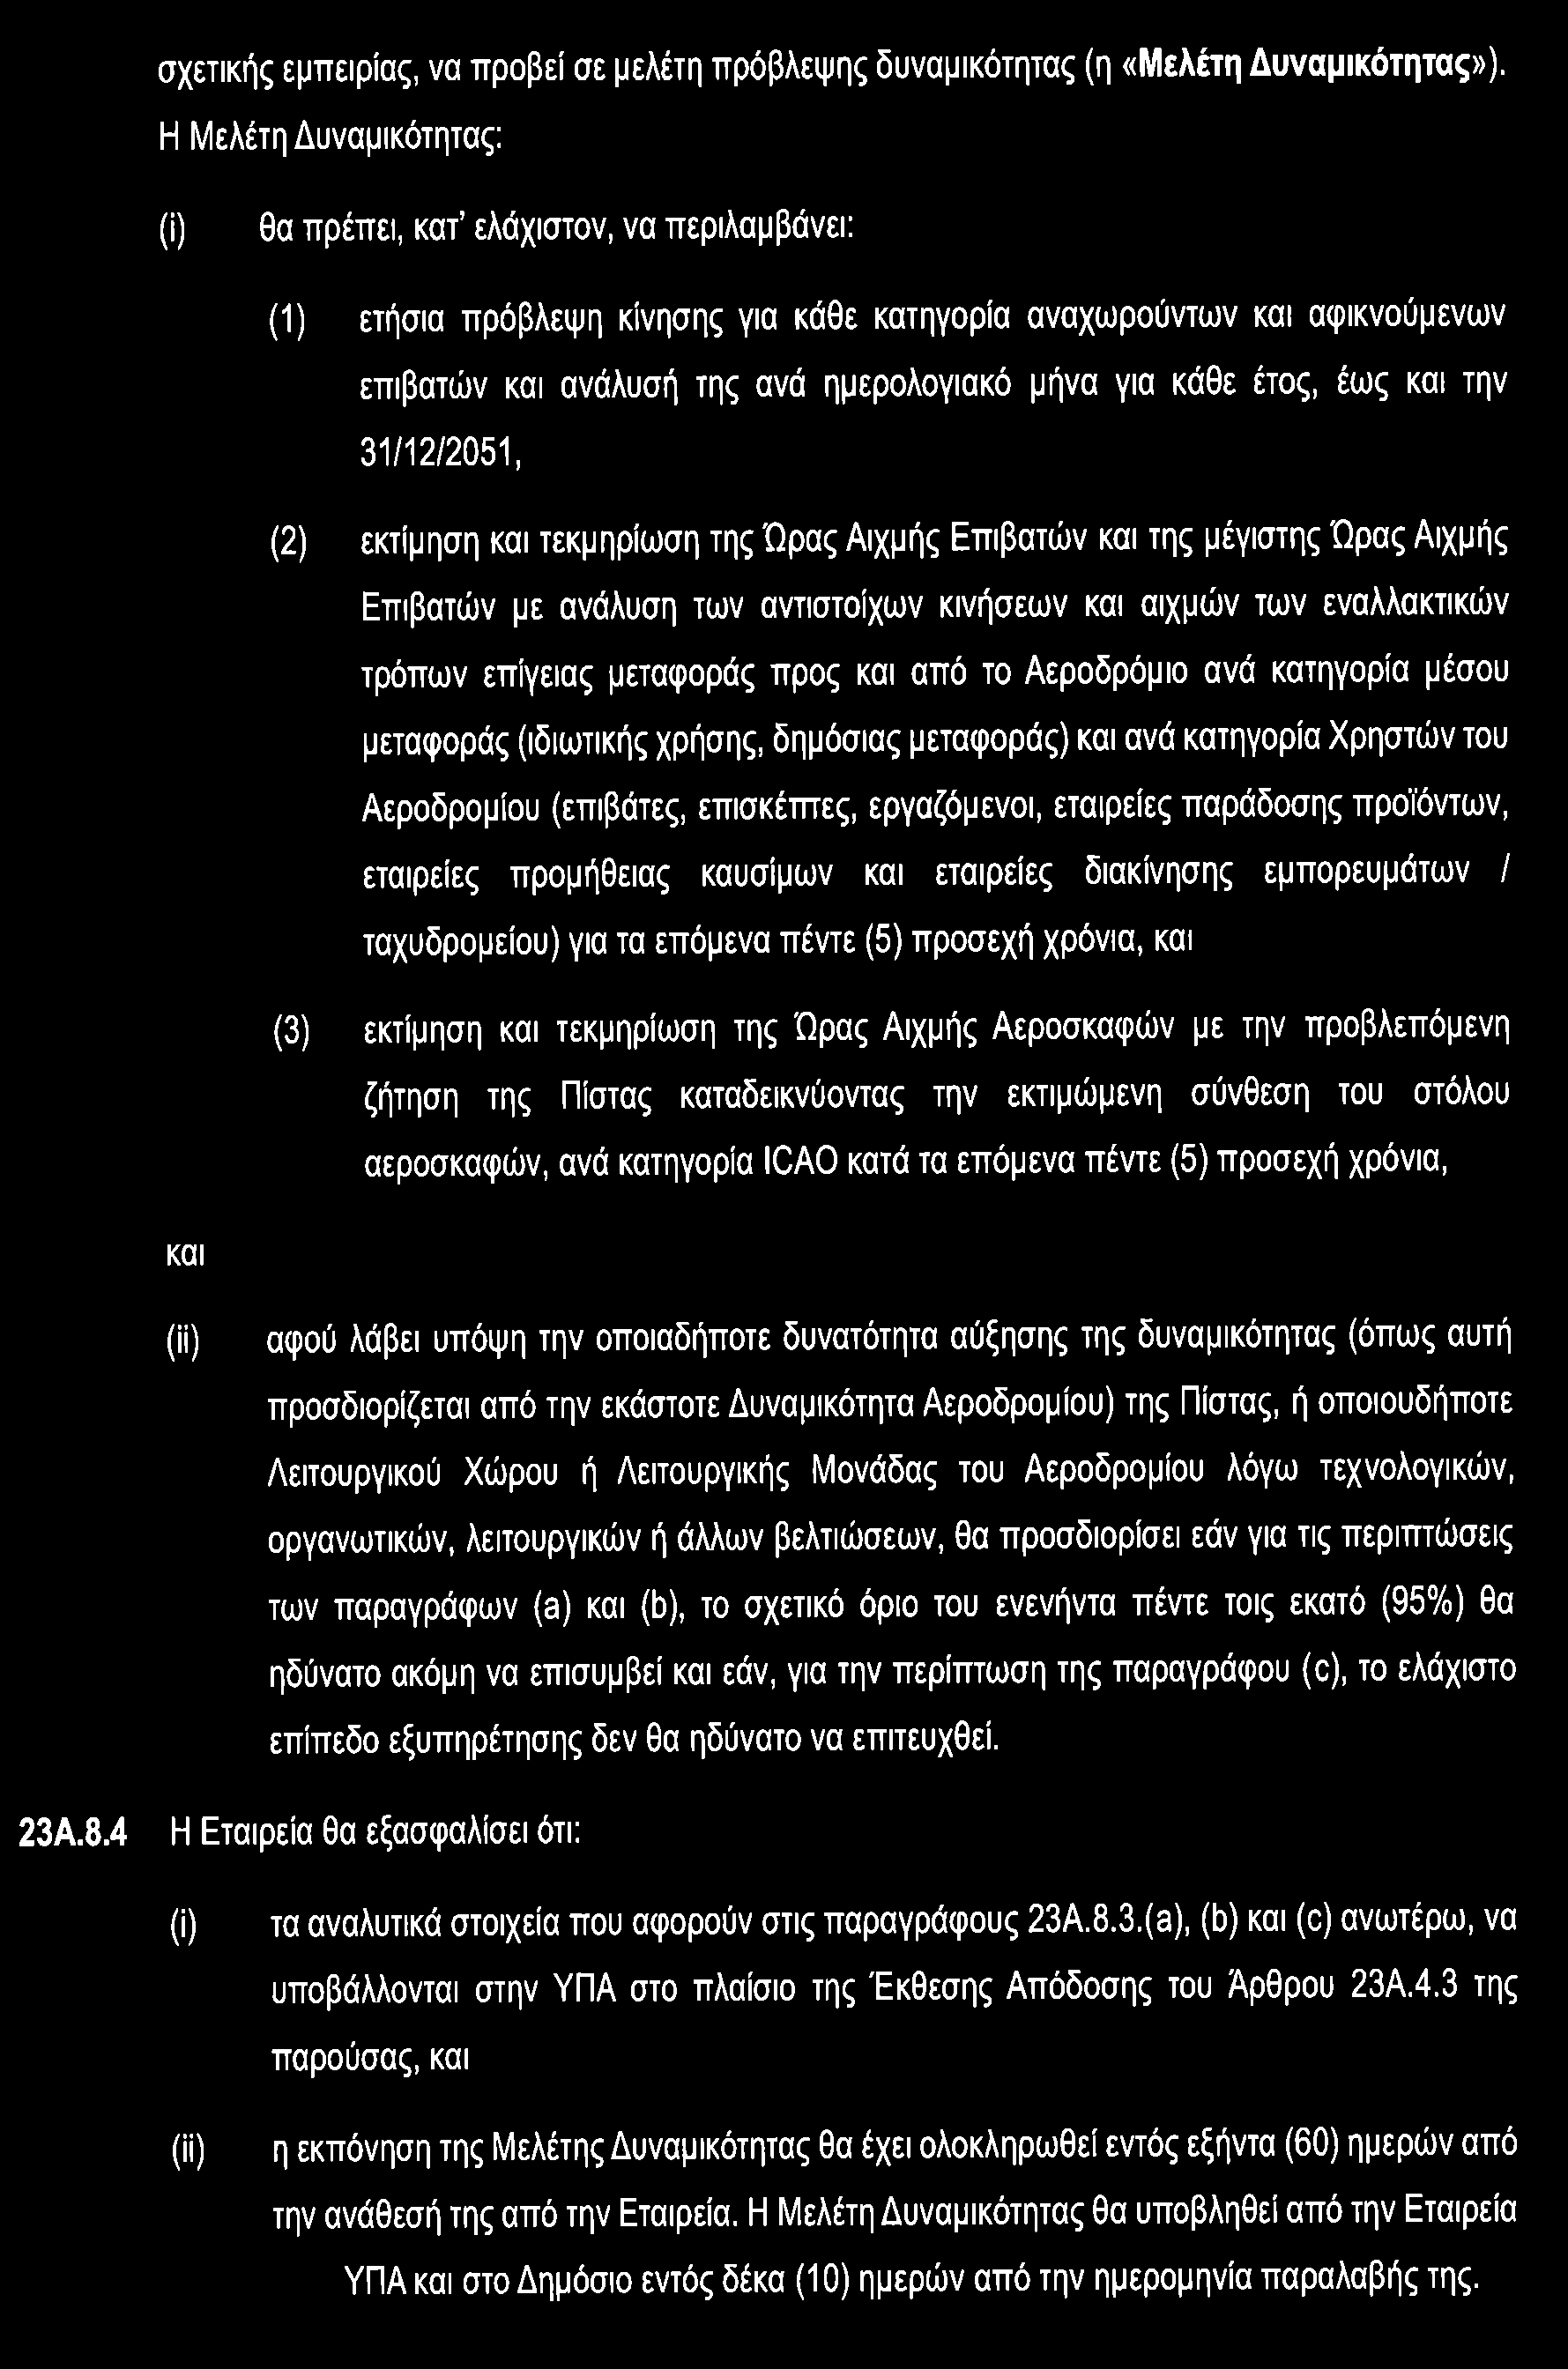 σχετικής εμπειρίας, να προβεί σε μελέτη πρόβλεψης δυναμικότητας (η «Μελέτη Δυναμικότητας»).
Η Μελέτη Δυναμικότητας:
(i) θα πρέπει, κατ’ ελάχιστον, να περιλαμβάνει:
(1) ετήσια πρόβλεψη κίνησης για κάθε κατηγορία αναχωρούντων και αφικνούμενων
επιβατών και ανάλυσή της ανά ημερολογιακό μήνα για κάθε έτος, έως και την
31/12/2051,
(2) εκτίμηση και τεκμηρίωση της Ώρας Αιχμής Επιβατών και της μέγιστης Ώρας Αιχμής
Επιβατών με ανάλυση των αντιστοίχων κινήσεων και αιχμών των εναλλακτικών
τρόπων επίγειας μεταφοράς προς και από το Αεροδρόμιο ανά κατηγορία μέσου
μεταφοράς (ιδιωτικής χρήσης, δημόσιας μεταφοράς) και ανά κατηγορία Χρηστών του
Αεροδρομίου (επιβάτες, επισκέπτες, εργαζόμενοι, εταιρείες παράδοσης προϊόντων,
εταιρείες προμήθειας καυσίμων και εταιρείες διακίνησης εμπορευμάτων /
ταχυδρομείου) για τα επόμενα πέντε (5) προσεχή χρόνια, και
(3) εκτίμηση και τεκμηρίωση της Ώρας Αιχμής Αεροσκαφών με την προβλεπόμενη
ζήτηση της Πίστας καταδεικνύοντας την εκτιμώμενη σύνθεση του στόλου
αεροσκαφών, ανά κατηγορία ICAO κατά τα επόμενα πέντε (5) προσεχή χρόνια,
και
(ii) αφού λάβει υπόψη την οποιαδήποτε δυνατότητα αύξησης της δυναμικότητας (όπως αυτή
προσδιορίζεται από την εκάστοτε Δυναμικότητα Αεροδρομίου) της Πίστας, ή οποιουδήποτε
Λειτουργικού Χώρου ή Λειτουργικής Μονάδας του Αεροδρομίου λόγω τεχνολογικών,
οργανωτικών, λειτουργικών ή άλλων βελτιώσεων, θα προσδιορίσει εάν για τις περιπτώσεις
των παραγράφων (a) και (b), το σχετικό όριο του ενενήντα πέντε τοις εκατό (95%) θα
ηδύνατο ακόμη να επισυμβεί και εάν, για την περίπτωση της παραγράφου (c), το ελάχιστο
επίπεδο εξυπηρέτησης δεν θα ηδύνατο να επιτευχθεί.
23A.8.4 Η Εταιρεία θα εξασφαλίσει ότι:
(i) τα αναλυτικά στοιχεία που αφορούν στις παραγράφους 23A.8.3.(a), (b) και (c) ανωτέρω, να
υποβάλλονται στην ΥΠΑ στο πλαίσιο της Έκθεσης Απόδοσης του Άρθρου 23A.4.3 της
παρούσας, και
(ii) η εκπόνηση της Μελέτης Δυναμικότητας θα έχει ολοκληρωθεί εντός εξήντα (60) ημερών από
την ανάθεσή της από την Εταιρεία. Η Μελέτη Δυναμικότητας θα υποβληθεί από την Εταιρεία
ΥΠΑ και στο Δημόσιο εντός δέκα (10) ημερών από την ημερομηνία παραλαβής της.